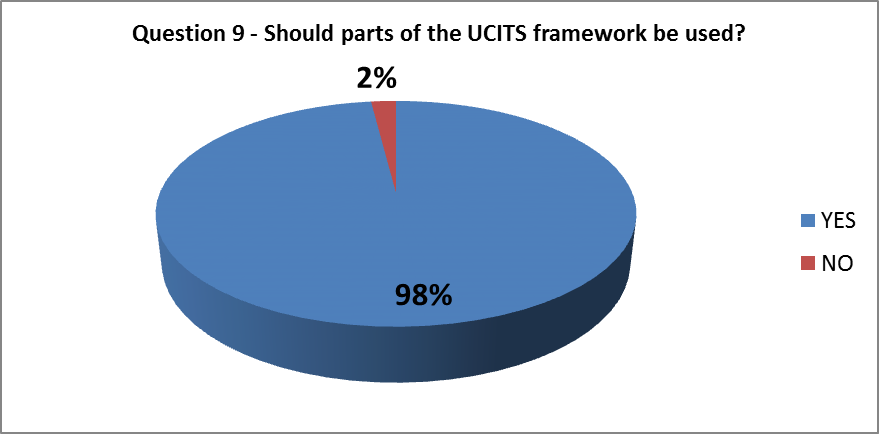 Question 9 - Should parts of the UCITS framework be used?
2%
98%
YES
NO